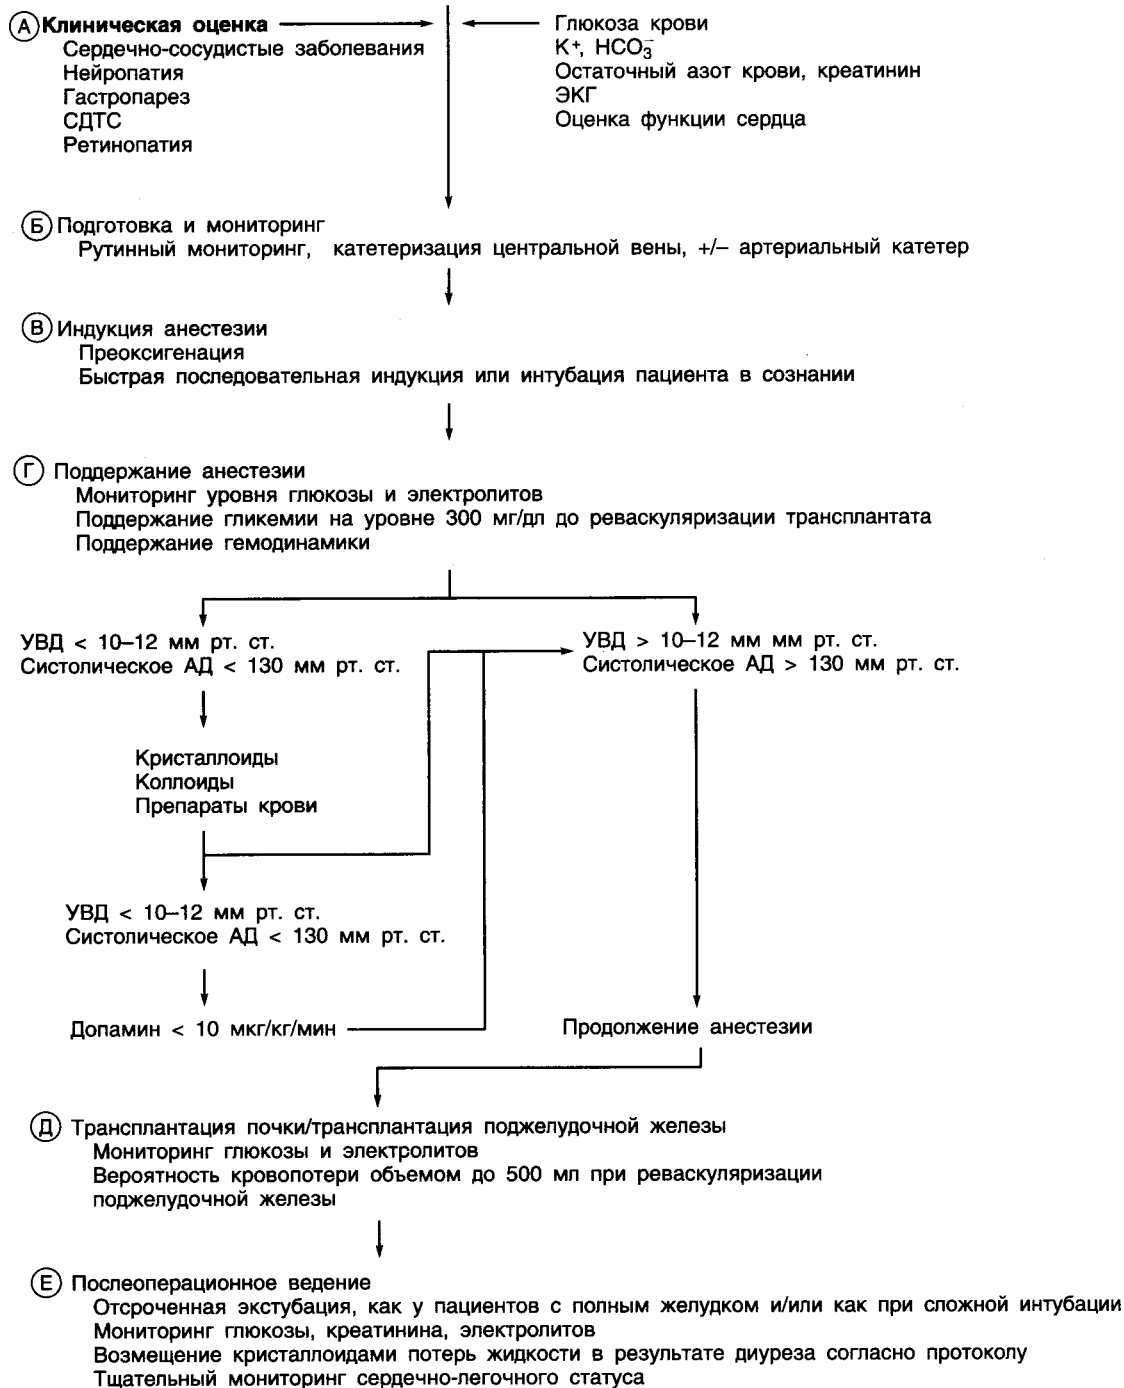 А Клиническая оценка
Сердечно-сосудистые заболевания
Нейропатия
Гастропарез
СДТС
Ретинопатия
Глюкоза крови
К⁺, НСО₃⁻
Остаточный азот крови, креатинин
ЭКГ
Оценка функции сердца
Б Подготовка и мониторинг
Рутинный мониторинг, катетеризация центральной вены, +/– артериальный катетер
В Индукция анестезии
Преоксигенация
Быстрая последовательная индукция или интубация пациента в сознании
Г Поддержание анестезии
Мониторинг уровня глюкозы и электролитов
Поддержание гликемии на уровне 300 мг/дл до реваскуляризации трансплантата
Поддержание гемодинамики
УВД < 10–12 мм рт. ст.
Систолическое АД < 130 мм рт. ст.
УВД > 10–12 мм мм рт. ст.
Систолическое АД > 130 мм рт. ст.
Кристаллоиды
Коллоиды
Препараты крови
УВД < 10–12 мм рт. ст.
Систолическое АД < 130 мм рт. ст.
Допамин < 10 мкг/кг/мин
Продолжение анестезии
Д Трансплантация почки/трансплантация поджелудочной железы
Мониторинг глюкозы и электролитов
Вероятность кровопотери объемом до 500 мл при реваскуляризации
поджелудочной железы
Е Послеоперационное ведение
Отсроченная экстубация, как у пациентов с полным желудком и/или как при сложной интубации
Мониторинг глюкозы, креатинина, электролитов
Возмещение кристаллоидами потерь жидкости в результате диуреза согласно протоколу
Тщательный мониторинг сердечно-легочного статуса